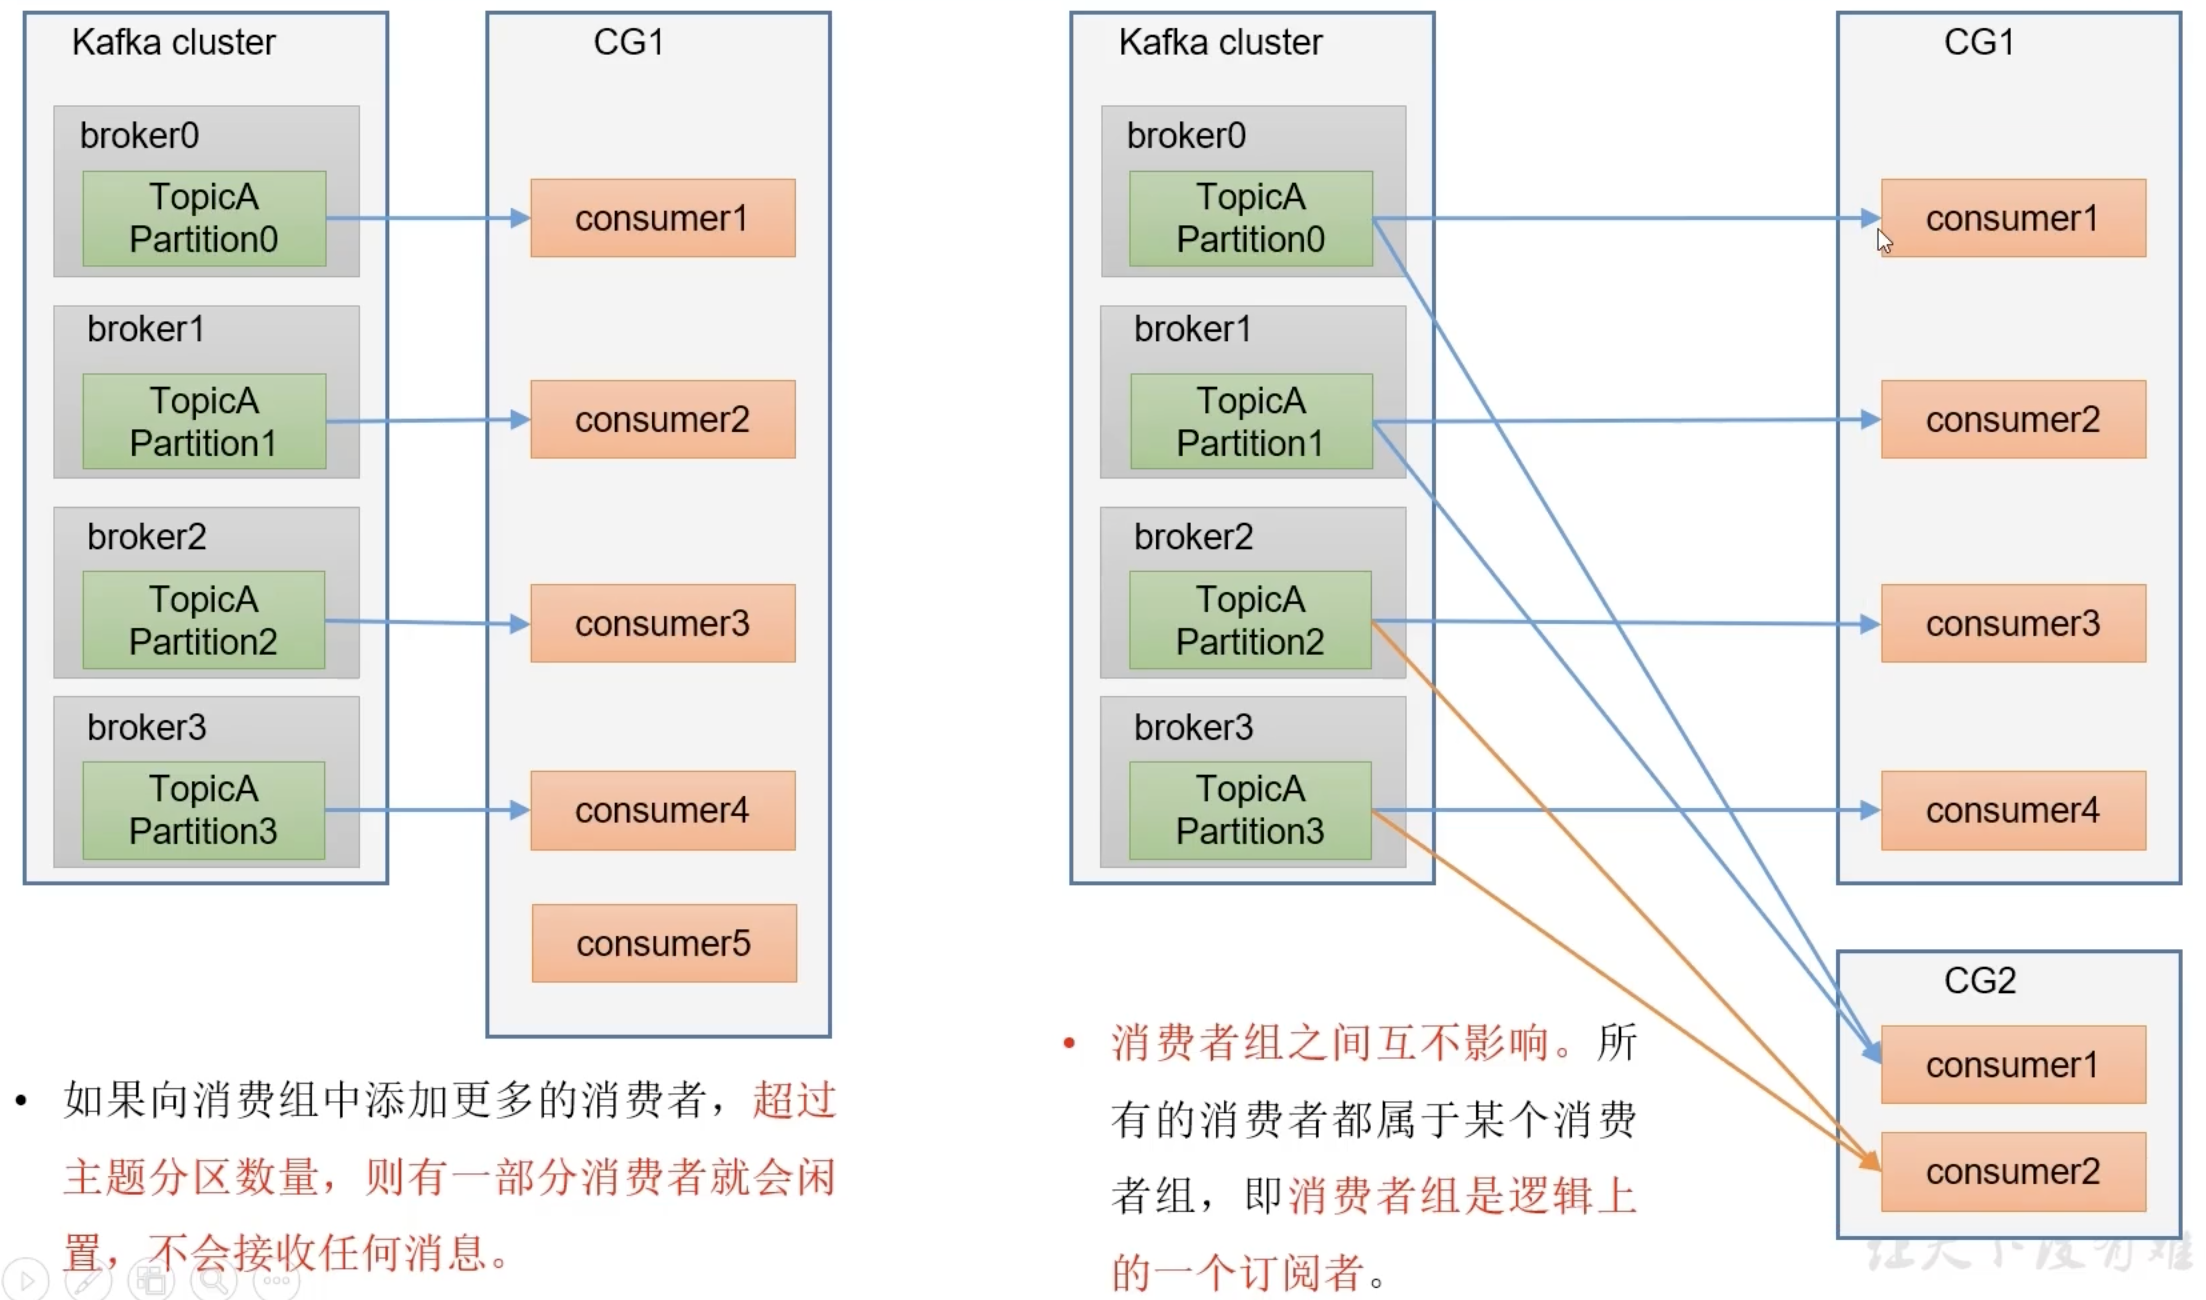 Kafka cluster
broker0
TopicA
Partition0
broker1
TopicA
Partition1
broker2
TopicA
Partition2
broker3
TopicA
Partition3
CG1
consumer1
consumer2
consumer3
consumer4
consumer5
• 如果向消费组中添加更多的消费者，超过
主题分区数量，则有一部分消费者就会闲
置，不会接收任何消息。
Kafka cluster
broker0
TopicA
Partition0
broker1
TopicA
Partition1
broker2
TopicA
Partition2
broker3
TopicA
Partition3
CG1
consumer1
consumer2
consumer3
consumer4
CG2
consumer1
consumer2
• 消费者组之间互不影响。所
有的消费者都属于某个消费
者组，即消费者组是逻辑上
的一个订阅者。
让天下没有难